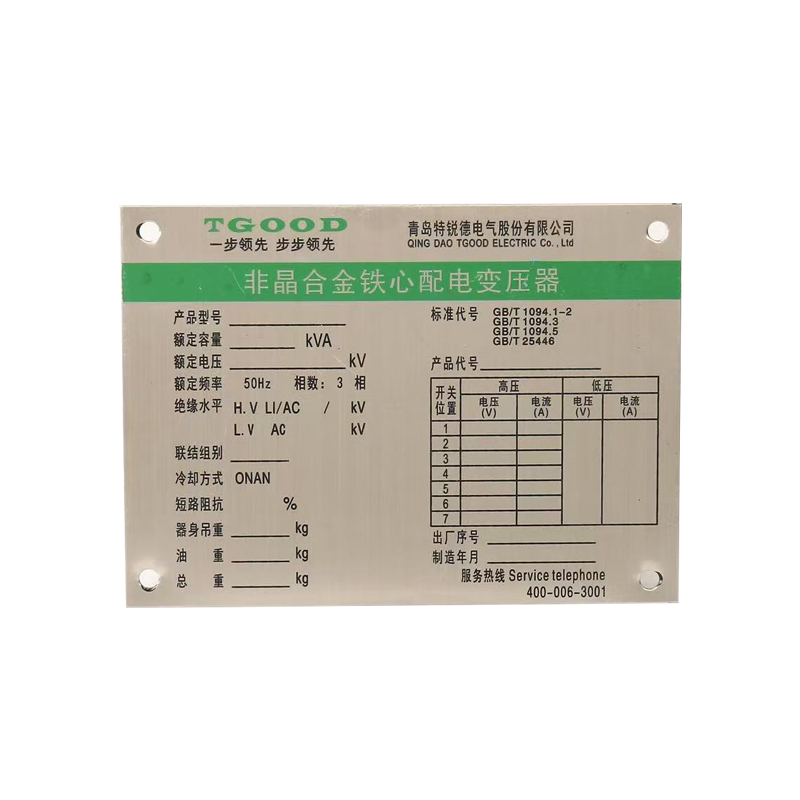 TGOOD
一步领先 步步领先
青岛特锐德电气股份有限公司
QING DAO TGOOD ELECTRIC Co.,Ltd
非晶合金铁心配电变压器
产品型号
额定容量 kVA
额定电压 kV
额定频率 50Hz 相数: 3 相
绝缘水平 H.V LI/AC / kV
L.V AC kV
联结组别
冷却方式 ONAN
短路阻抗 %
器身吊重 kg
油 重 kg
总 重 kg
标准代号 GB/T 1094.1-2
GB/T 1094.3
GB/T 1094.5
GB/T 25446
产品代号
开关位置 高压 低压
电压(V) 电流(A) 电压(V) 电流(A)
1
2
3
4
5
6
7
出厂序号
制造年月
服务热线 Service telephone
400-006-3001